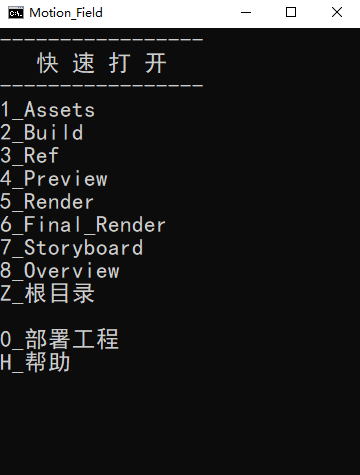 Motion_Field
-----------------
快 速 打 开
-----------------
1_Assets
2_Build
3_Ref
4_Preview
5_Render
6_Final_Render
7_Storyboard
8_Overview
Z_根目录
0_部署工程
H_帮助